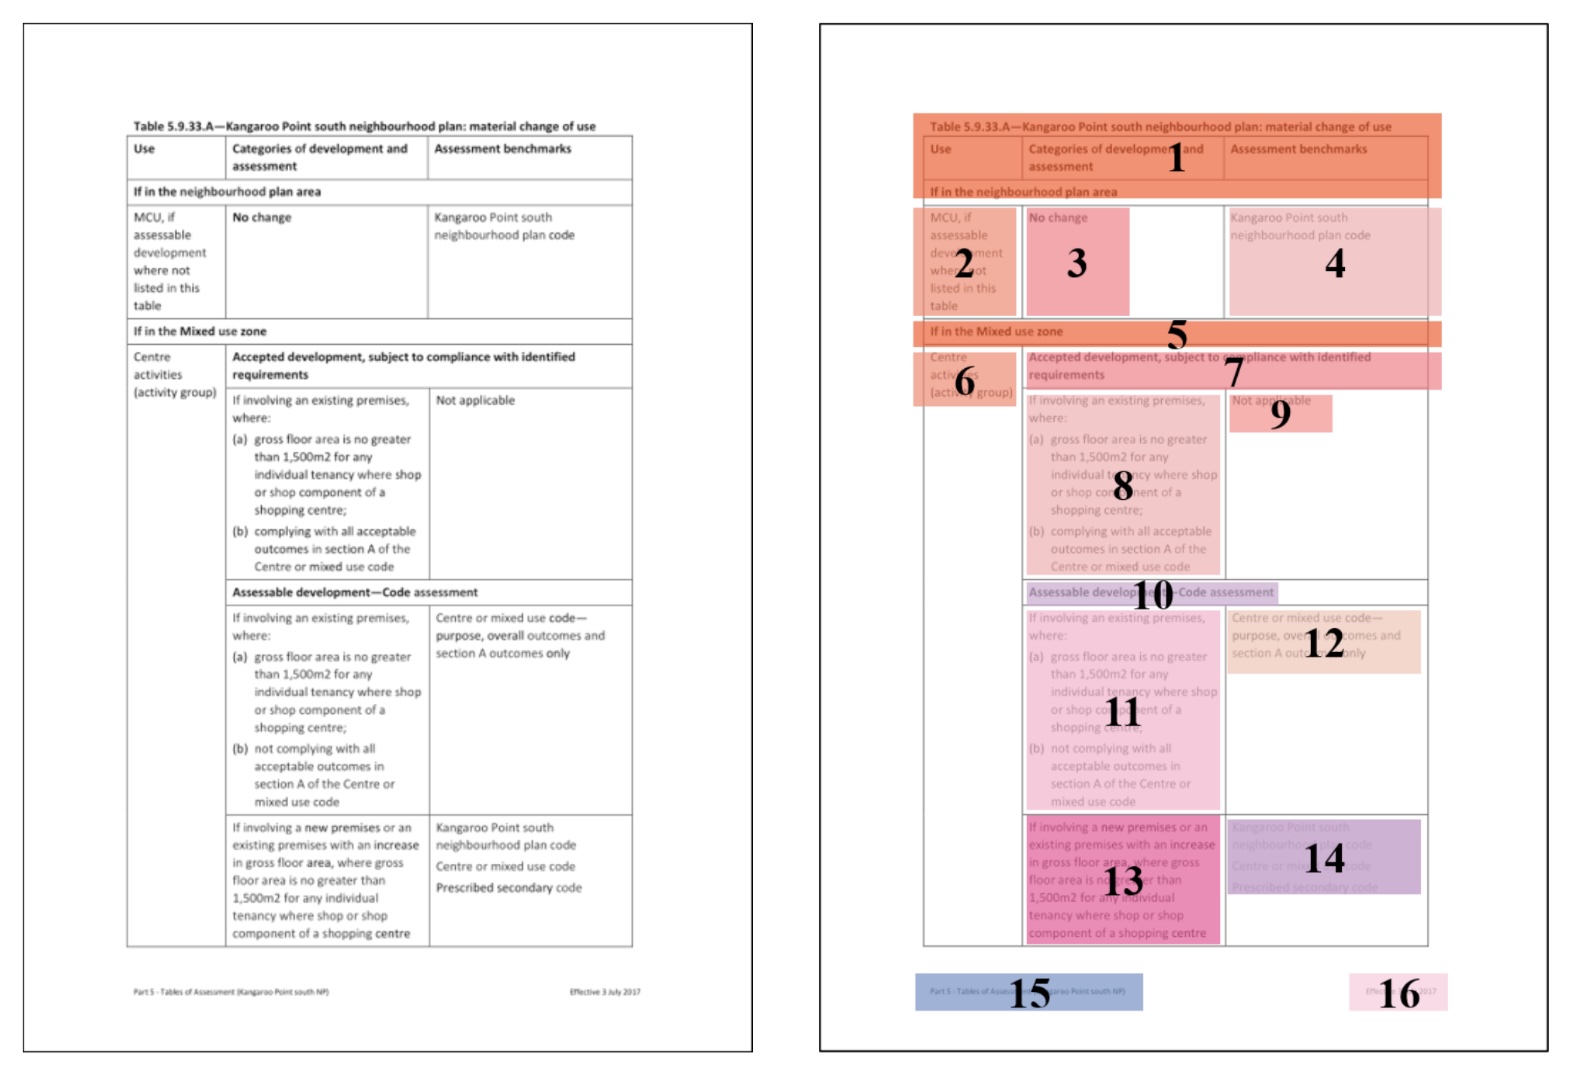 Table 5.9.33.A—Kangaroo Point south neighbourhood plan: material change of use
Use
Categories of development and
assessment
Assessment benchmarks
If in the neighbourhood plan area
MCU, if
assessable
development
where not
listed in this
table
No change
Kangaroo Point south
neighbourhood plan code
If in the Mixed use zone
Centre
activities
(activity group)
Accepted development, subject to compliance with identified
requirements
If involving an existing premises,
where:
(a) gross floor area is no greater
than 1,500m2 for any
individual tenancy where shop
or shop component of a
shopping centre;
(b) complying with all acceptable
outcomes in section A of the
Centre or mixed use code
Not applicable
Assessable development—Code assessment
If involving an existing premises,
where:
(a) gross floor area is no greater
than 1,500m2 for any
individual tenancy where shop
or shop component of a
shopping centre;
(b) not complying with all
acceptable outcomes in
section A of the Centre or
mixed use code
Centre or mixed use code—
purpose, overall outcomes and
section A outcomes only
If involving a new premises or an
existing premises with an increase
in gross floor area, where gross
floor area is no greater than
1,500m2 for any individual
tenancy where shop or shop
component of a shopping centre
Kangaroo Point south
neighbourhood plan code
Centre or mixed use code
Prescribed secondary code
Part 5 - Tables of Assessment (Kangaroo Point south NP)
Effective 3 July 2017
Table 5.9.33.A—Kangaroo Point south neighbourhood plan: material change of use
Use
Categories of development and
assessment
Assessment benchmarks
1
If in the neighbourhood plan area
MCU, if
assessable
development
where not
listed in this
table
2
No change
3
Kangaroo Point south
neighbourhood plan code
4
If in the Mixed use zone
5
Centre
activities
(activity group)
6
Accepted development, subject to compliance with identified
requirements
7
If involving an existing premises,
where:
(a) gross floor area is no greater
than 1,500m2 for any
individual tenancy where shop
or shop component of a
shopping centre;
(b) complying with all acceptable
outcomes in section A of the
Centre or mixed use code
8
Not applicable
9
Assessable development—Code assessment
10
If involving an existing premises,
where:
(a) gross floor area is no greater
than 1,500m2 for any
individual tenancy where shop
or shop component of a
shopping centre;
(b) not complying with all
acceptable outcomes in
section A of the Centre or
mixed use code
11
Centre or mixed use code—
purpose, overall outcomes and
section A outcomes only
12
If involving a new premises or an
existing premises with an increase
in gross floor area, where gross
floor area is no greater than
1,500m2 for any individual
tenancy where shop or shop
component of a shopping centre
13
Kangaroo Point south
neighbourhood plan code
Centre or mixed use code
Prescribed secondary code
14
Part 5 - Tables of Assessment (Kangaroo Point south NP)
15
Effective 3 July 2017
16